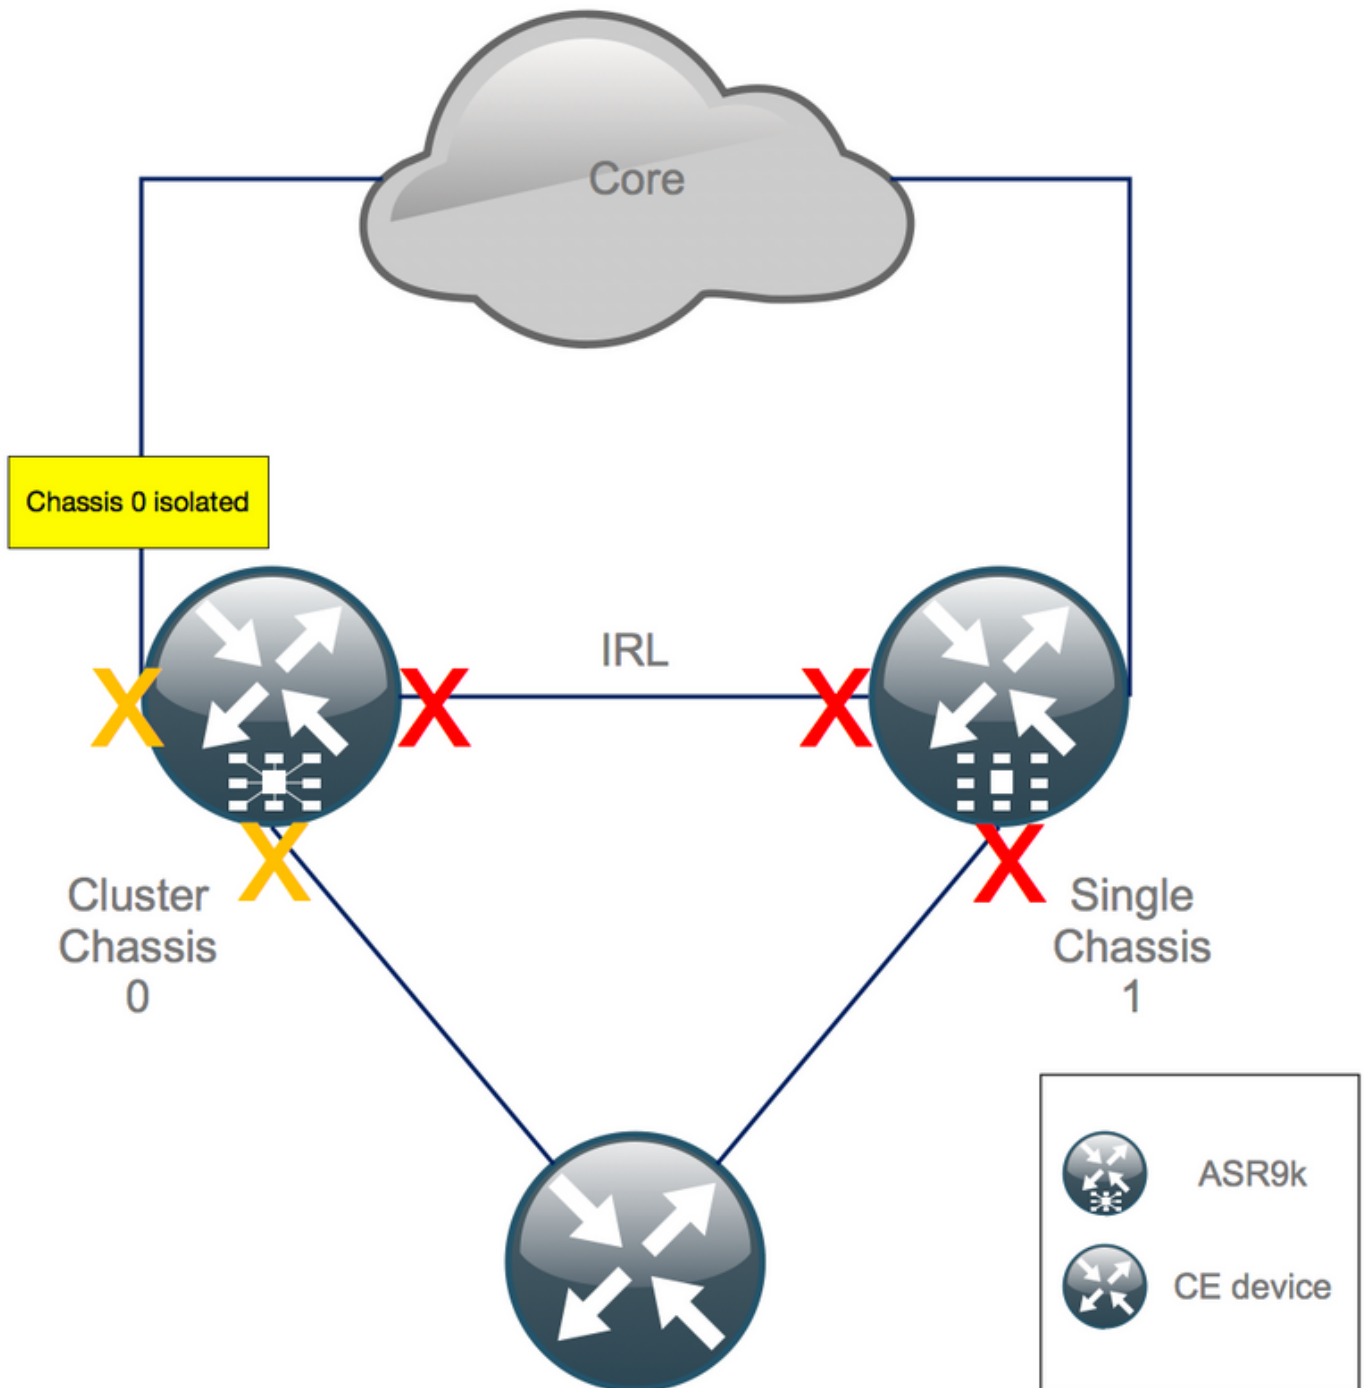 Core
Chassis 0 isolated
IRL
Cluster
Chassis
0
Single
Chassis
1
ASR9k
CE device